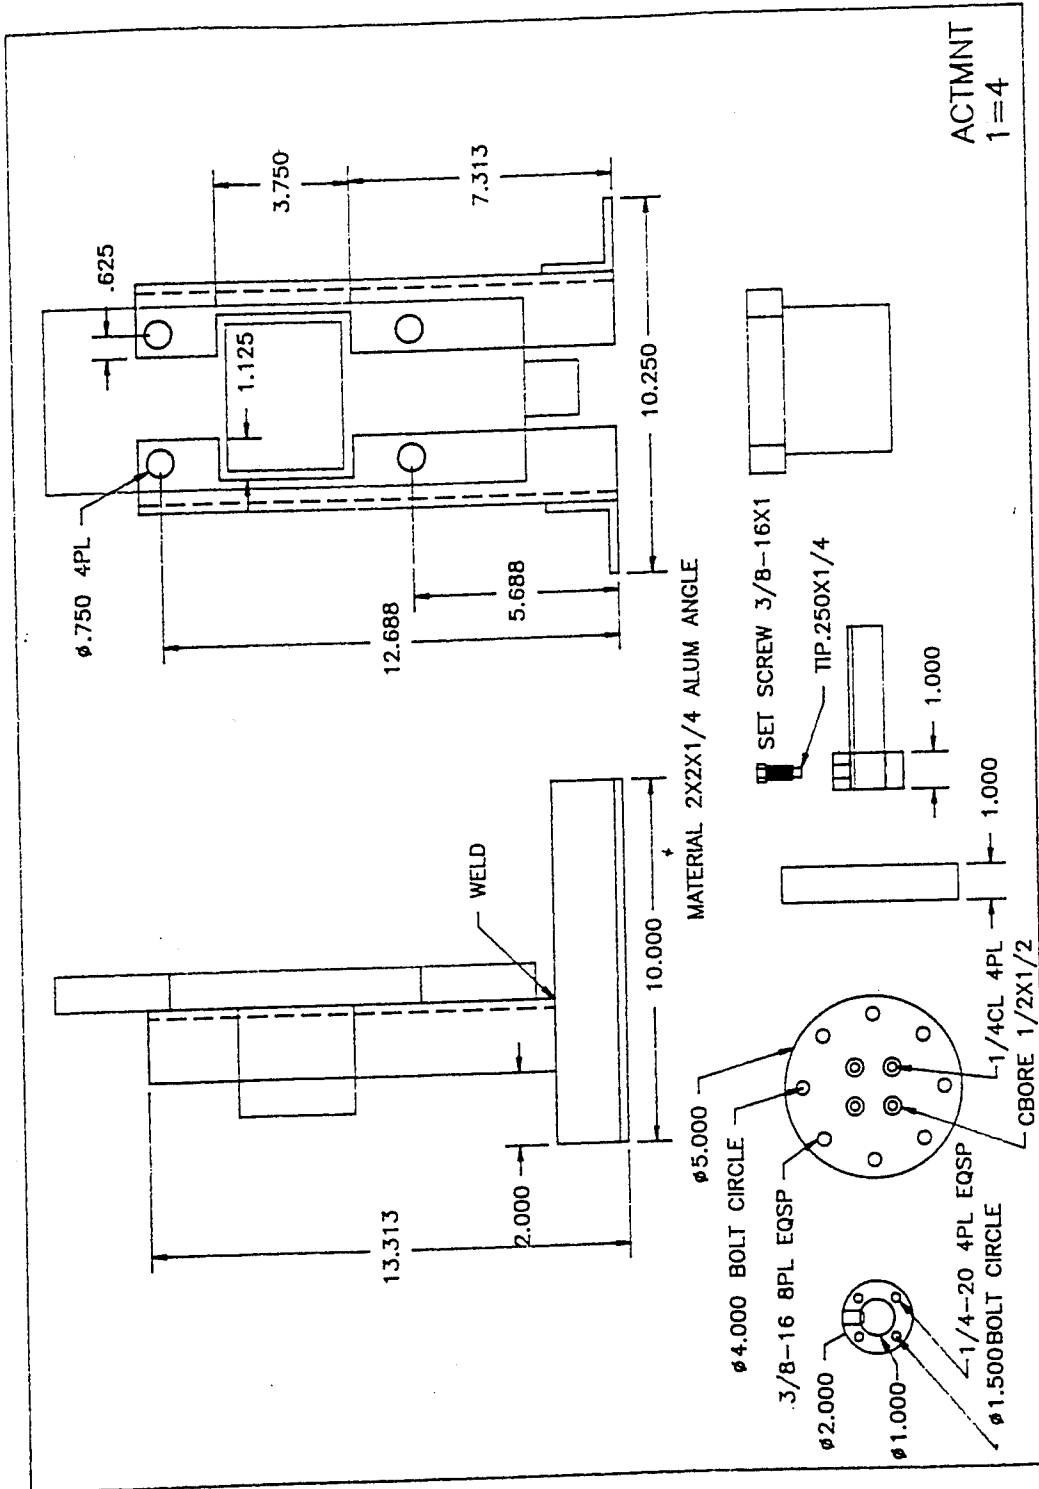 ACTMNT
1=4
ø.750 4PL
.625
1.125
3.750
7.313
12.688
5.688
10.250
WELD
13.313
2.000
10.000
MATERIAL 2X2X1/4 ALUM ANGLE
ø5.000
ø4.000 BOLT CIRCLE
3/8-16 8PL EQSP
ø2.000
ø1.000
1/4-20 4PL EQSP
ø1.500BOLT CIRCLE
1/4CL 4PL
CBORE 1/2X1/2
1.000
SET SCREW 3/8-16X1
TIP.250X1/4
1.000